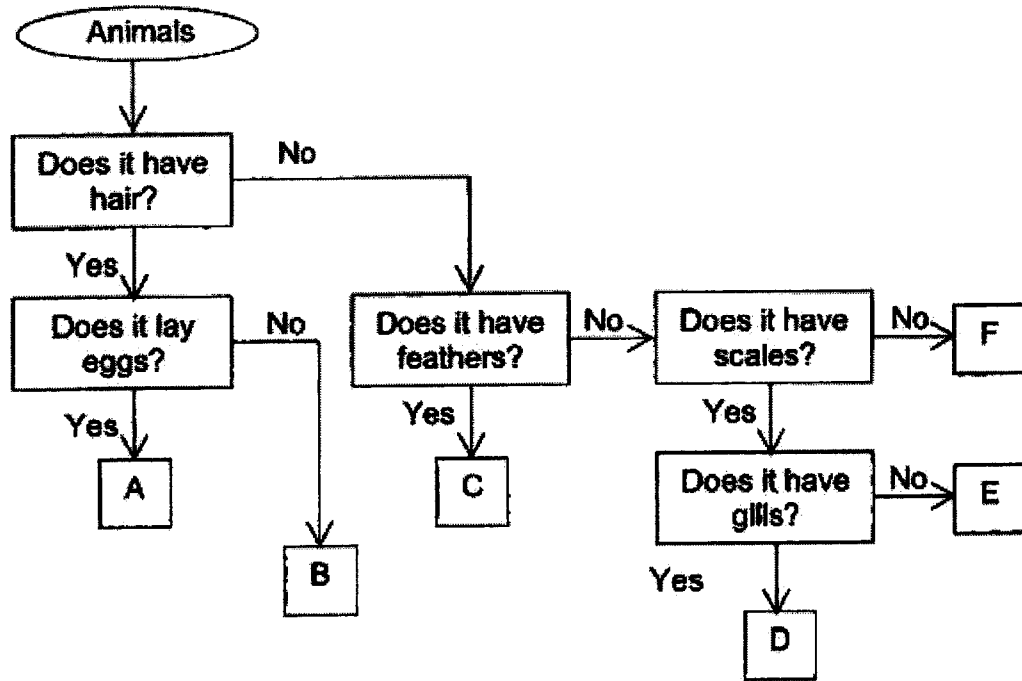 Animals
Does it have
hair?
No
Yes
Does it lay
eggs?
No
Yes
A
B
Does it have
feathers?
No
Yes
C
Does it have
scales?
No
F
Yes
Does it have
gills?
No
E
Yes
D